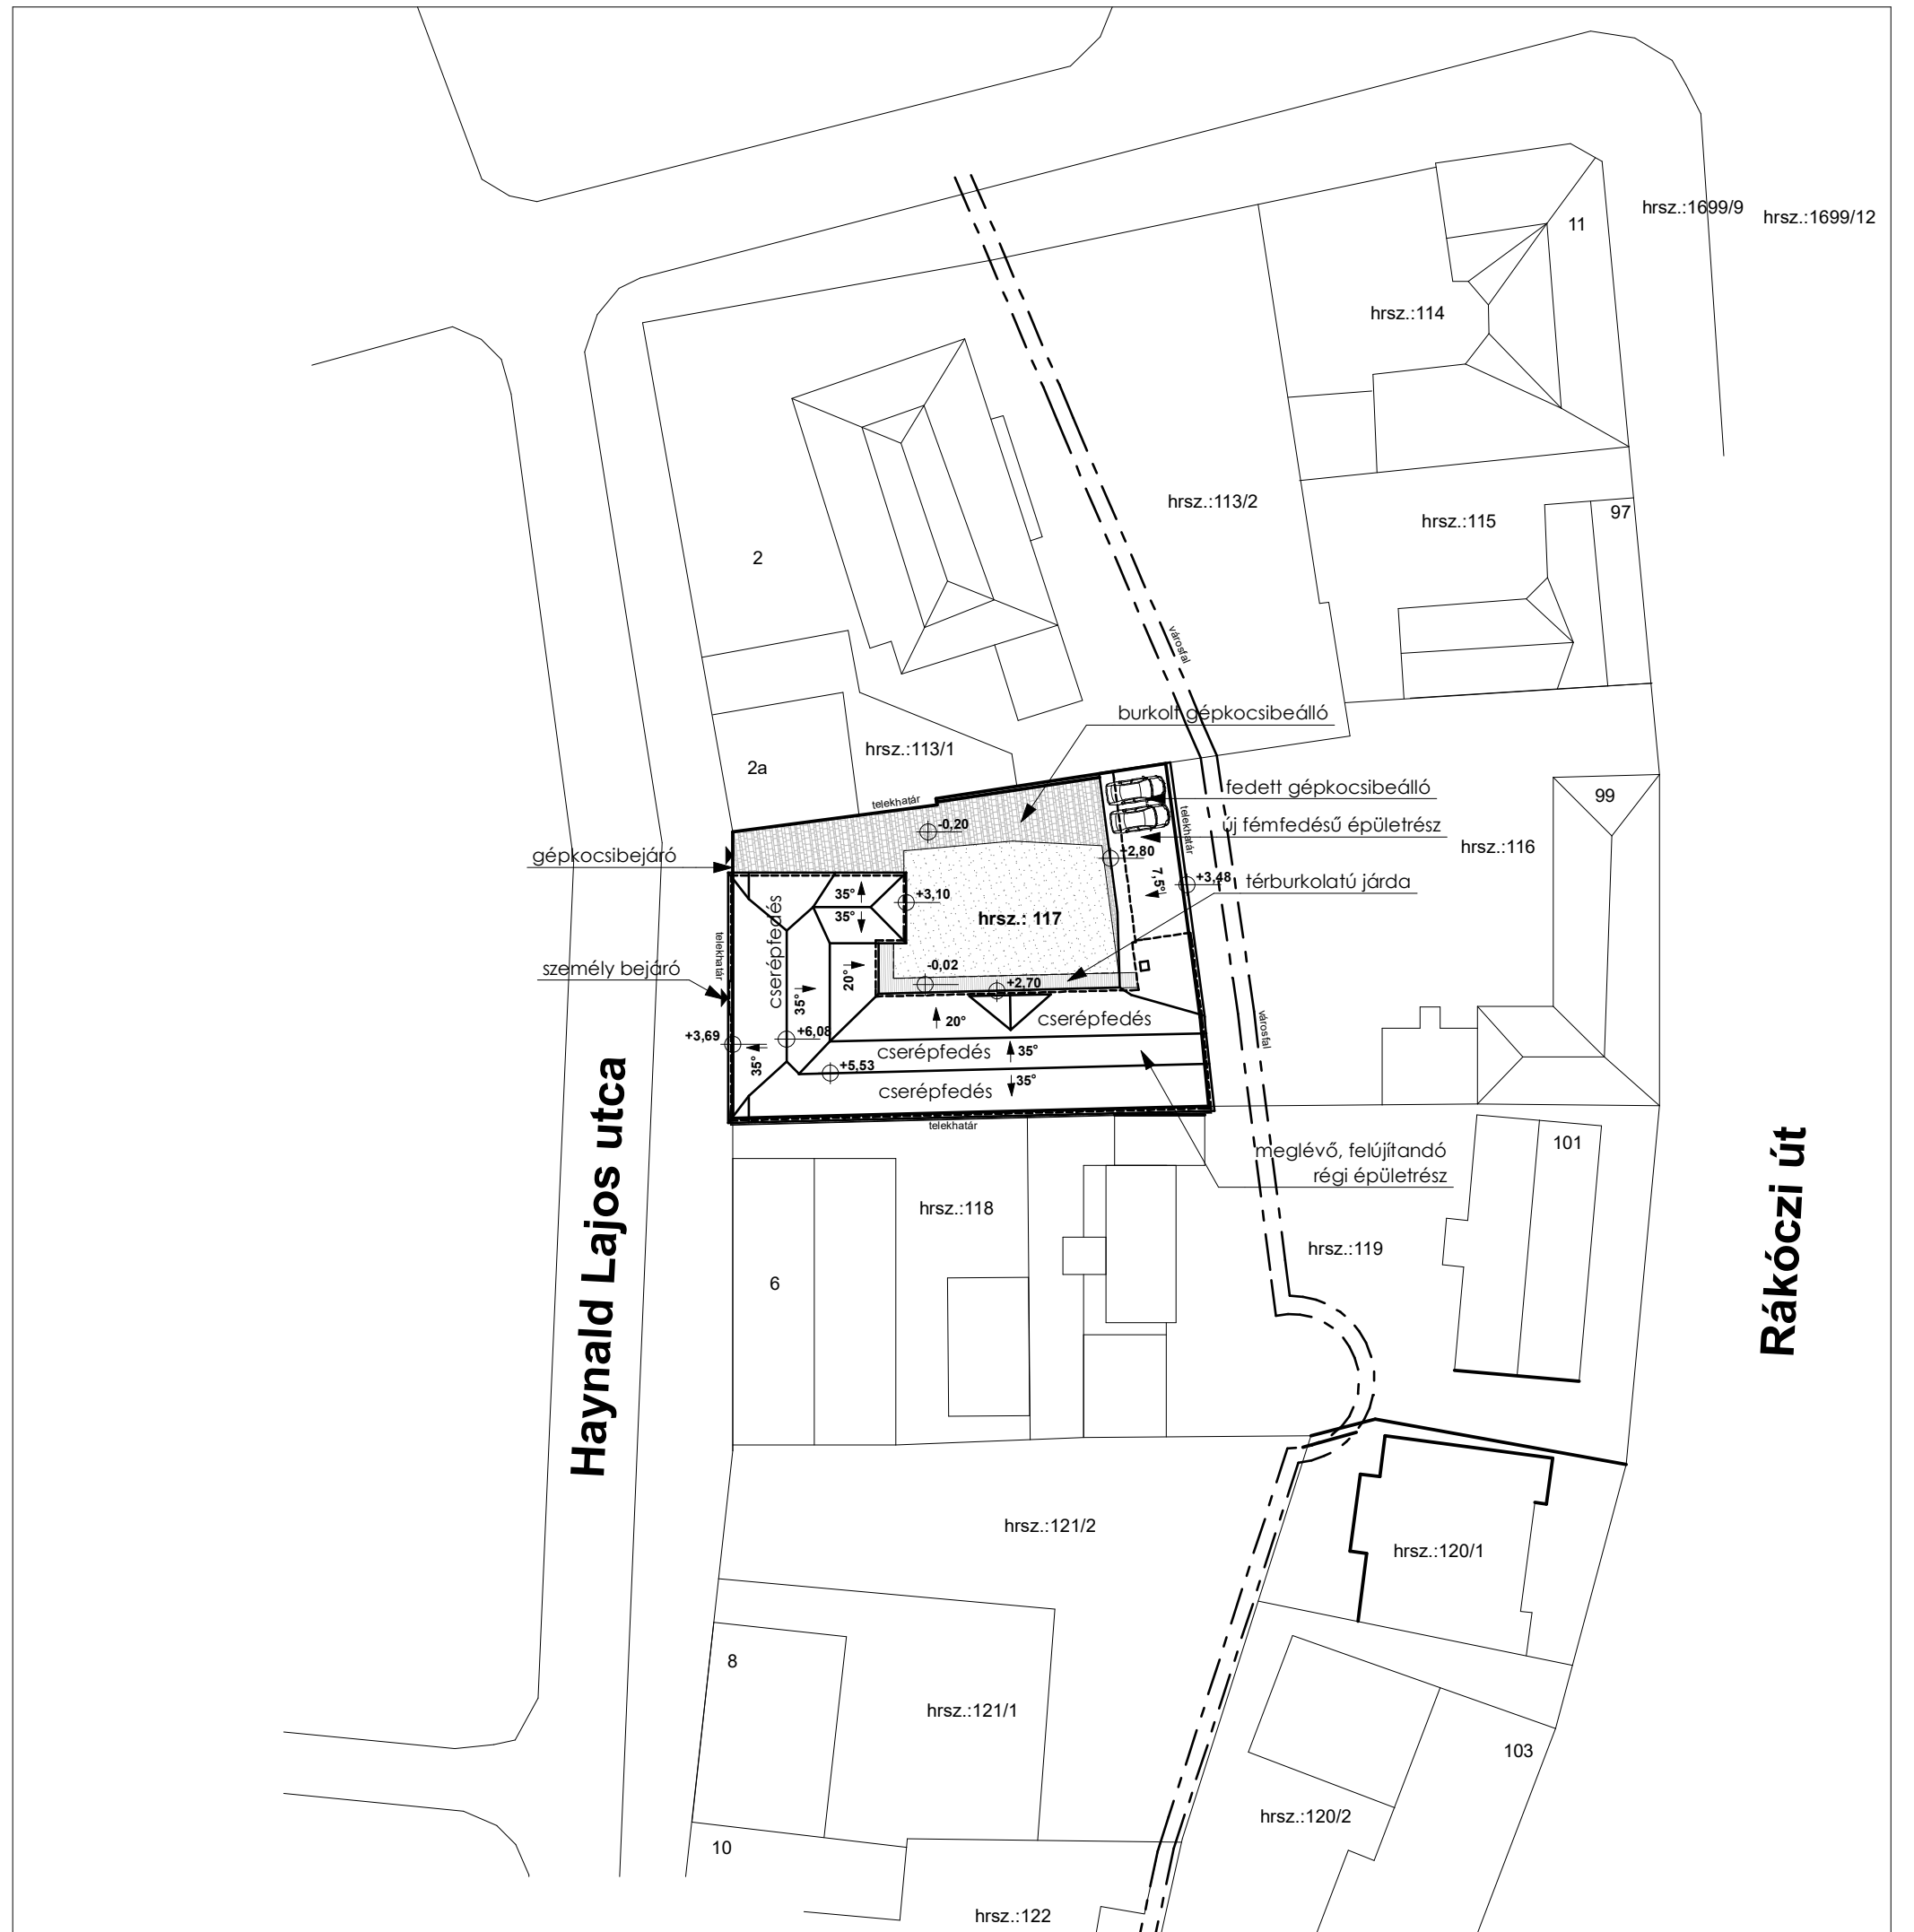 hrsz.:1699/9
hrsz.:1699/12
11
hrsz.:114
hrsz.:113/2
hrsz.:115
97
2
városfal
burkolt gépkocsibeálló
hrsz.:113/1
2a
telekhatár
fedett gépkocsibeálló
99
új fémfedésű épületrész
-0,20
+2,80
telekhatár
hrsz.:116
gépkocsibejáró
7,5°
+3,48
térburkolatú járda
35°
35°
+3,10
hrsz.: 117
cserépfedés
telekhatár
személy bejáró
20°
35°
-0,02
+2,70
20°
cserépfedés
városfal
+3,69
+6,08
35°
cserépfedés
35°
+5,53
cserépfedés
35°
telekhatár
Haynald Lajos utca
Rákóczi út
101
meglévő, felújítandó
régi épületrész
hrsz.:118
hrsz.:119
6
hrsz.:121/2
hrsz.:120/1
8
hrsz.:121/1
103
hrsz.:120/2
10
hrsz.:122